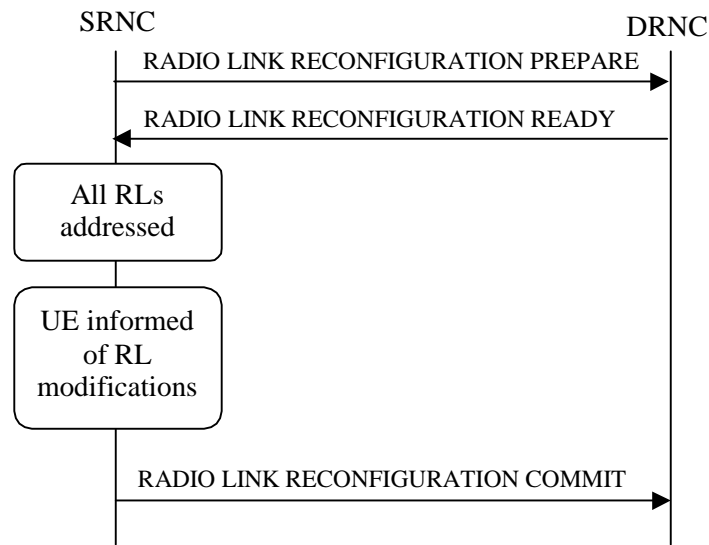 SRNC
DRNC
RADIO LINK RECONFIGURATION PREPARE
RADIO LINK RECONFIGURATION READY
All RLs
addressed
UE informed
of RL
modifications
RADIO LINK RECONFIGURATION COMMIT